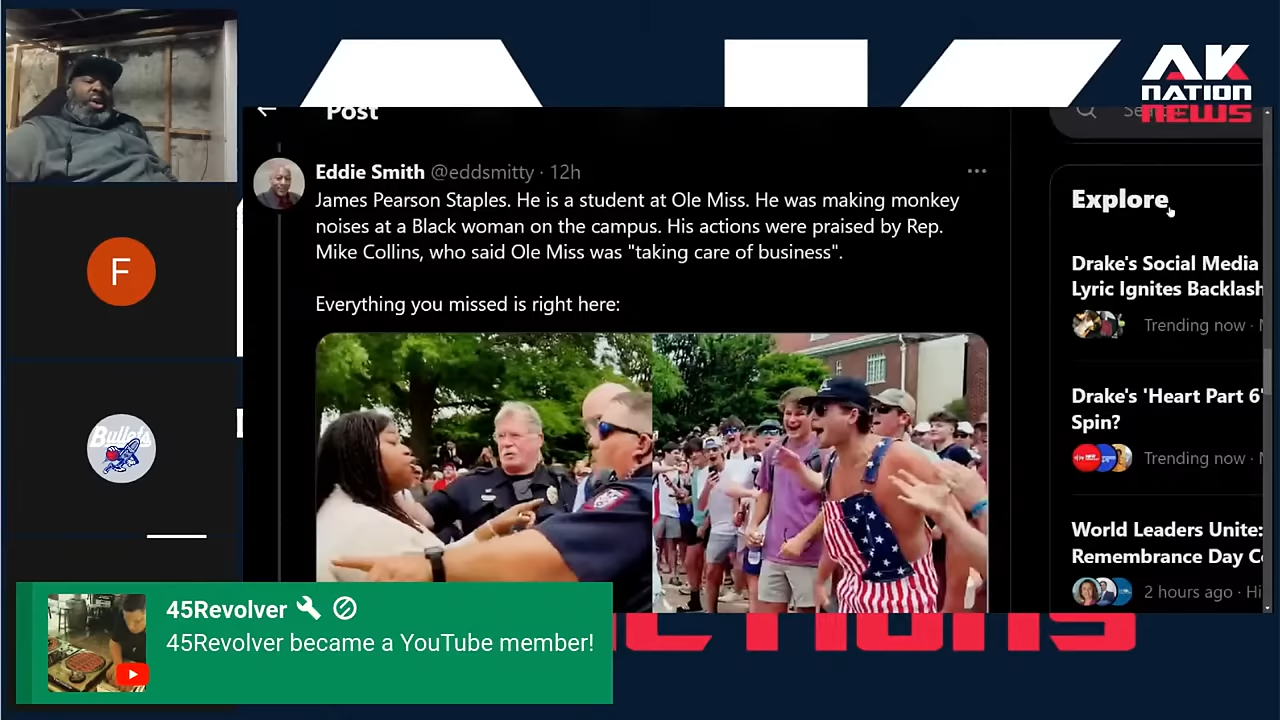 AK
NATION
NEWS
Post
Eddie Smith @eddsmitty · 12h
James Pearson Staples. He is a student at Ole Miss. He was making monkey
noises at a Black woman on the campus. His actions were praised by Rep.
Mike Collins, who said Ole Miss was "taking care of business".
Everything you missed is right here:
Explore
Drake's Social Media
Lyric Ignites Backlash
Trending now ·
Drake's 'Heart Part 6'
Spin?
Trending now ·
World Leaders Unite:
Remembrance Day
2 hours ago ·
F
Bullets
45Revolver
45Revolver became a YouTube member!